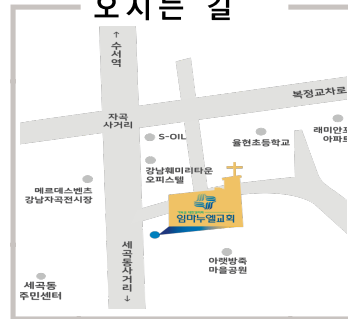 오시는 길
↑
수서역
복정교차로
자곡
사거리
S-OIL
율현초등학교
래미안포
아파트
강남훼미리타운
오피스텔
메르데스벤츠
강남자곡전시장
임마누엘교회
세곡동사거리
↓
아랫방죽
마을공원
세곡동
주민센터